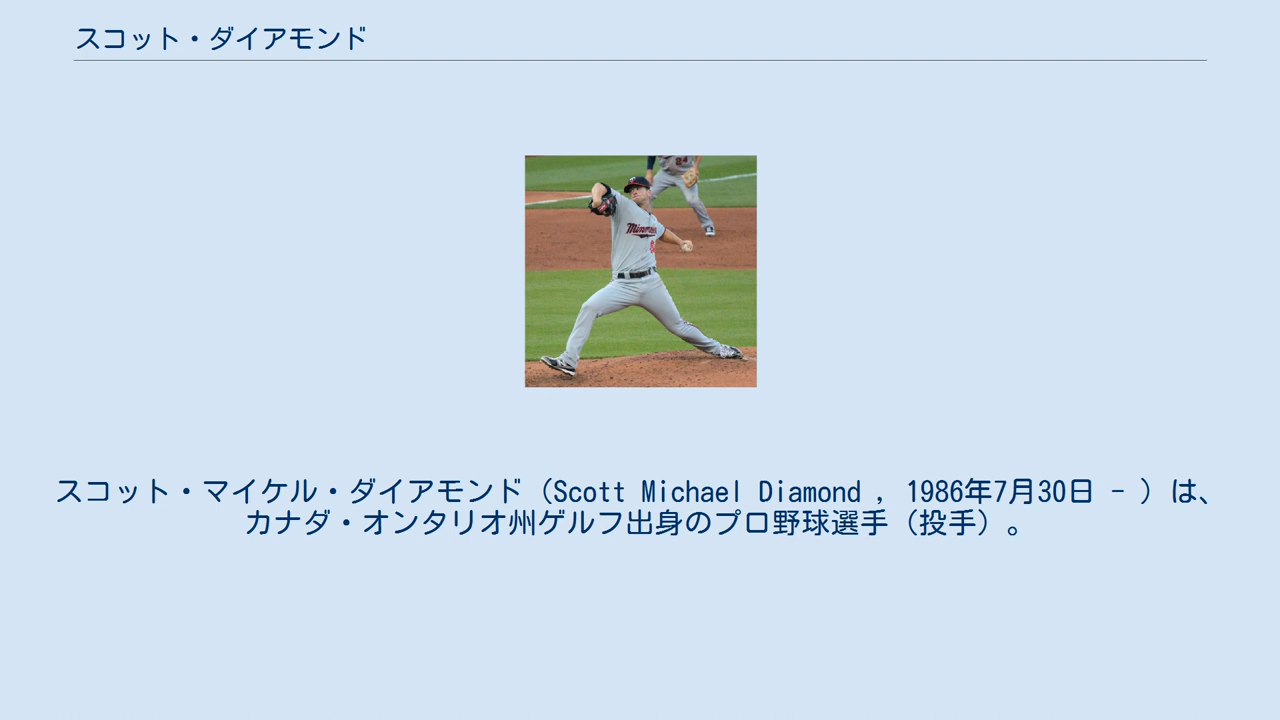 スコット・ダイアモンド
24
スコット・マイケル・ダイアモンド（Scott Michael Diamond , 1986年7月30日 - ）は、
カナダ・オンタリオ州ゲルフ出身のプロ野球選手（投手）。